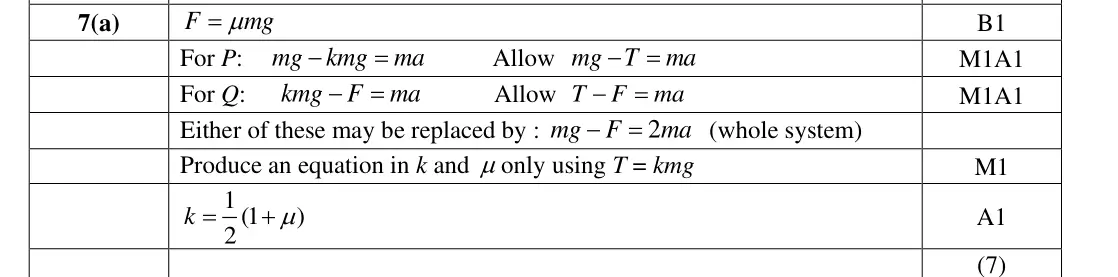 7(a) F = μmg B1
For P: mg − kmg = ma Allow mg − T = ma M1A1
For Q: kmg − F = ma Allow T − F = ma M1A1
Either of these may be replaced by : mg − F = 2ma (whole system)
Produce an equation in k and μ only using T = kmg M1
k = 1/2 (1 + μ) A1
(7)